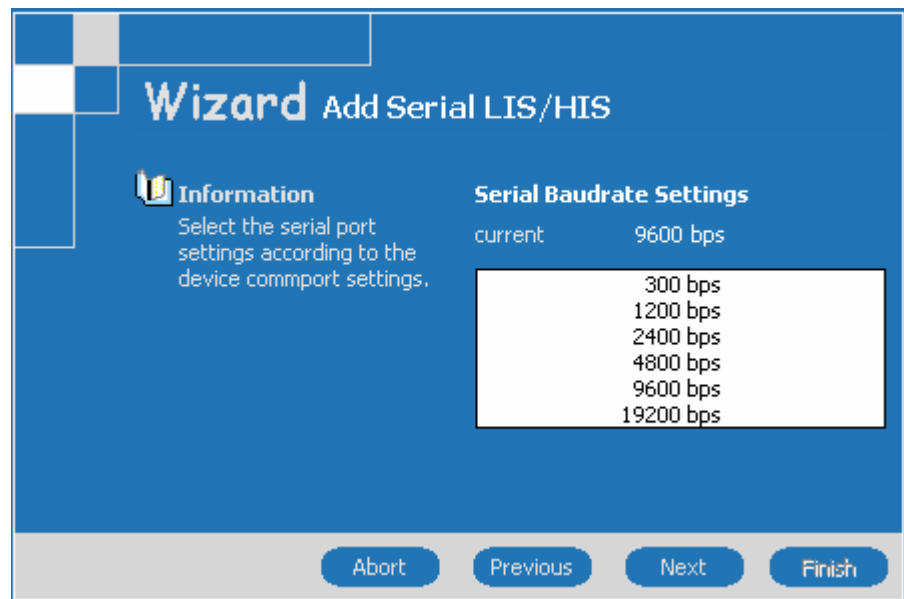 Wizard Add Serial LIS/HIS
Information
Select the serial port
settings according to the
device commport settings.
Serial Baudrate Settings
current 9600 bps
300 bps
1200 bps
2400 bps
4800 bps
9600 bps
19200 bps
Abort Previous Next Finish